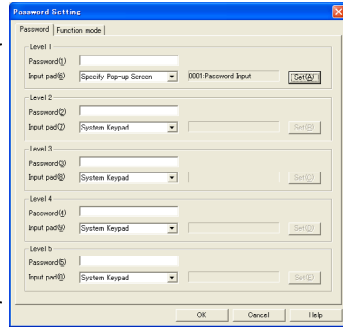 Password Setting
Password Function mode
Level 1
Password(1)
Input pad(6) Specify Pop-up Screen 0001:Password Input Set(A)
Level 2
Password(2)
Input pad(7) System Keypad Set(B)
Level 3
Password(3)
Input pad(8) System Keypad Set(C)
Level 4
Password(4)
Input pad(9) System Keypad Set(D)
Level 5
Password(5)
Input pad(0) System Keypad Set(E)
OK Cancel Help